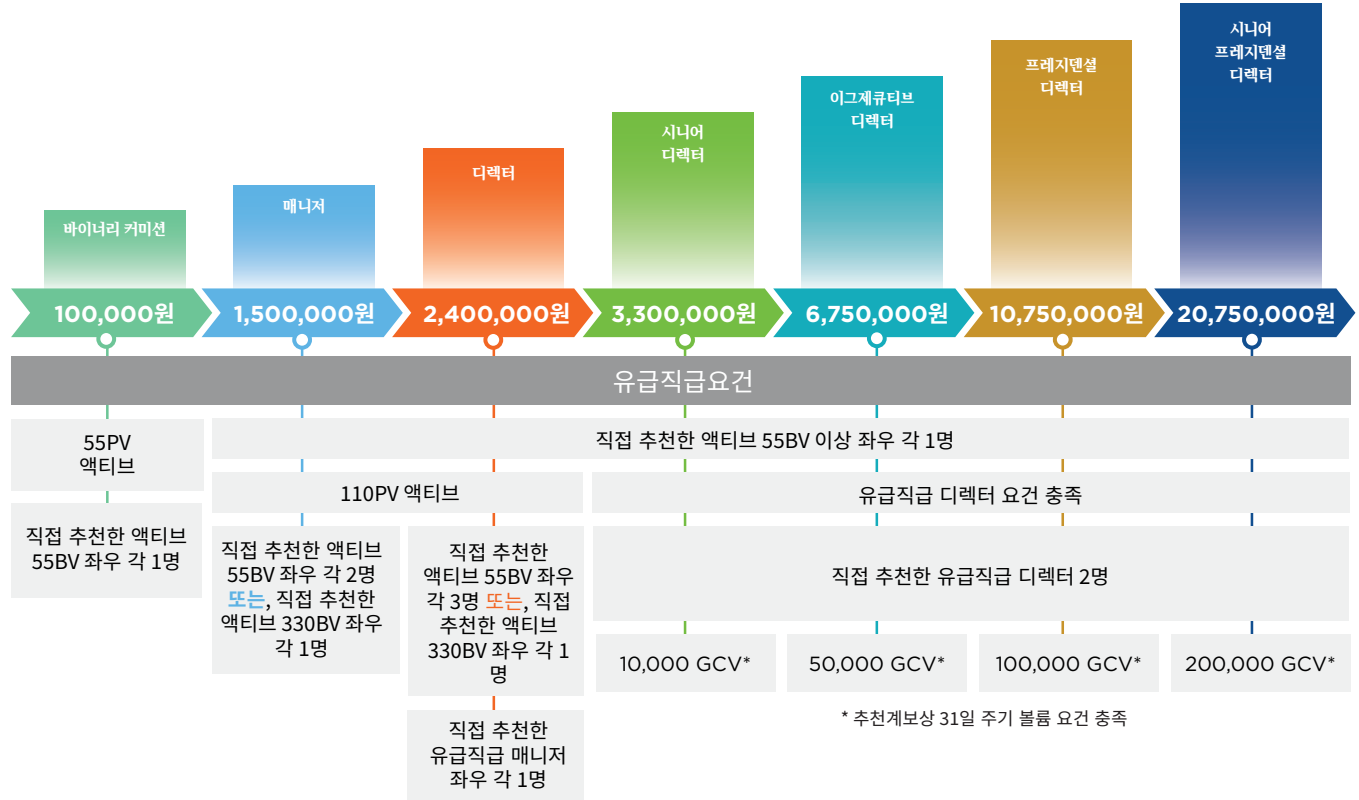 바이너리 커미션
매니저
디렉터
시니어
디렉터
이그제큐티브
디렉터
프레지덴셜
디렉터
시니어
프레지덴셜
디렉터
100,000원
1,500,000원
2,400,000원
3,300,000원
6,750,000원
10,750,000원
20,750,000원
유급직급요건
55PV
액티브
직접 추천한 액티브 55BV 이상 좌우 각 1명
110PV 액티브
유급직급 디렉터 요건 충족
직접 추천한 액티브
55BV 좌우 각 1명
직접 추천한 액티브
55BV 좌우 각 2명
또는, 직접 추천한
액티브 330BV 좌우
각 1명
직접 추천한
액티브 55BV 좌우
각 3명 또는, 직접
추천한 액티브
330BV 좌우 각 1
명
직접 추천한 유급직급 디렉터 2명
10,000 GCV*
50,000 GCV*
100,000 GCV*
200,000 GCV*
직접 추천한
유급직급 매니저
좌우 각 1명
* 추천계보상 31일 주기 볼륨 요건 충족